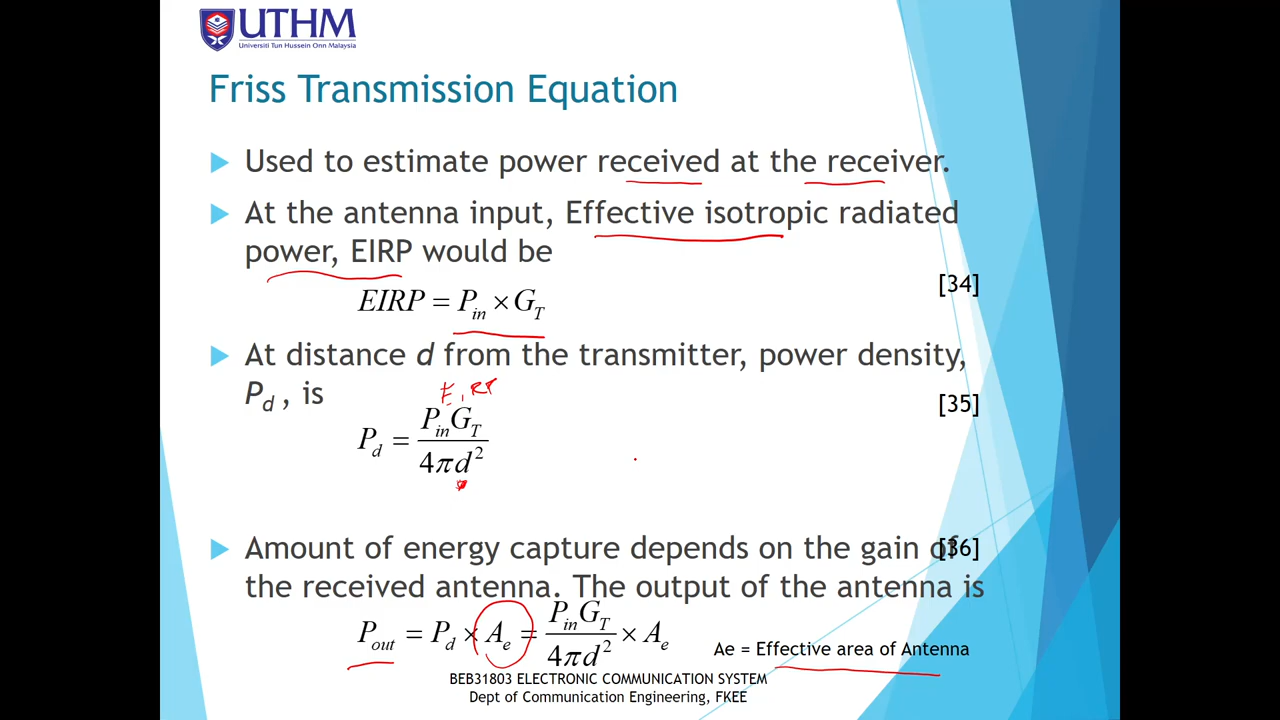 UTHM
Universiti Tun Hussein Onn Malaysia
Friss Transmission Equation
Used to estimate power received at the receiver.
At the antenna input, Effective isotropic radiated
power, EIRP would be
[34]
EIRP = P_in × G_T
At distance d from the transmitter, power density,
P_d , is
[35]
EIRP
P_d = P_in G_T / 4πd²
Amount of energy capture depends on the gain of
[36]
the received antenna. The output of the antenna is
P_out = P_d × A_e = P_in G_T / 4πd² × A_e
Ae = Effective area of Antenna
BEB31803 ELECTRONIC COMMUNICATION SYSTEM
Dept of Communication Engineering, FKEE